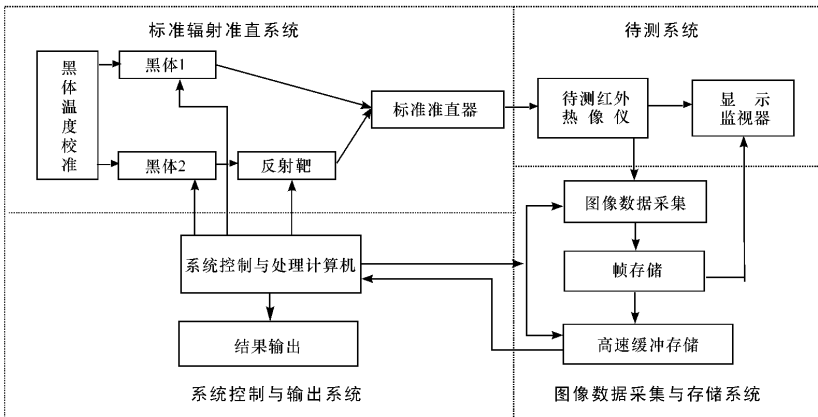 标准辐射准直系统
待测系统
黑体温度校准
黑体1
黑体2
反射靶
标准准直器
待测红外
热像仪
显示
监视器
图像数据采集
系统控制与处理计算机
帧存储
结果输出
高速缓冲存储
系统控制与输出系统
图像数据采集与存储系统